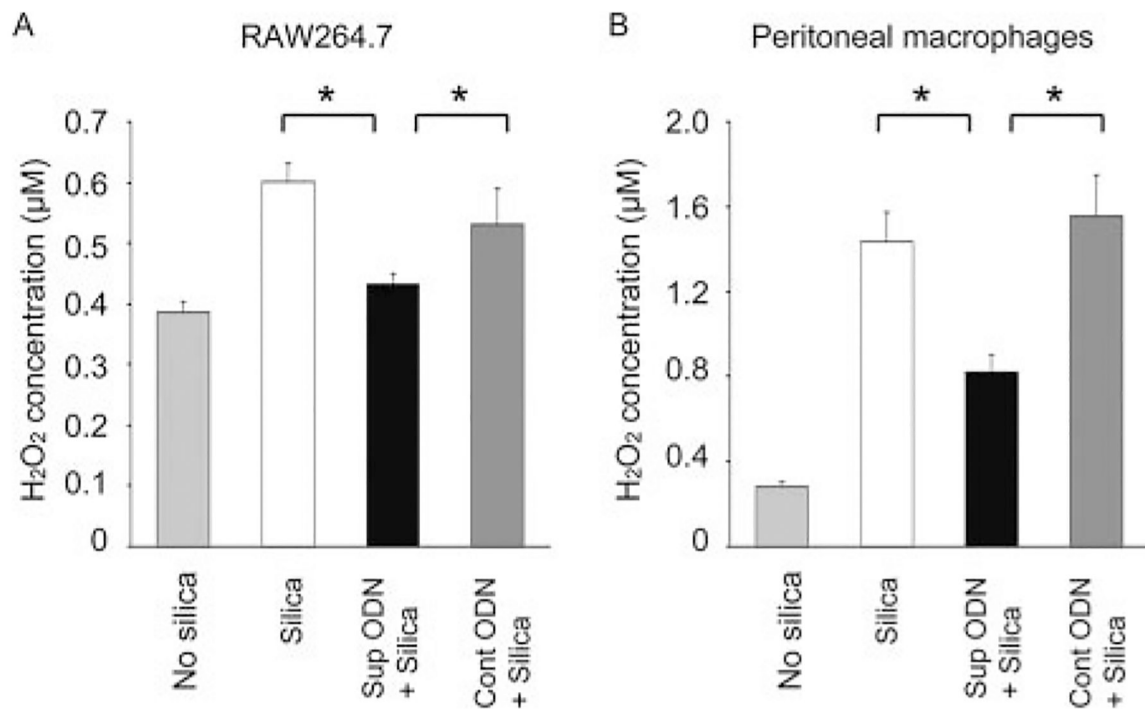 A
RAW264.7
* *
H₂O₂ concentration (µM)
0.7
0.6
0.5
0.4
0.3
0.2
0.1
0
No silica
Silica
Sup ODN
+ Silica
Cont ODN
+ Silica
B
Peritoneal macrophages
* *
H₂O₂ concentration (µM)
2.0
1.6
1.2
0.8
0.4
0
No silica
Silica
Sup ODN
+ Silica
Cont ODN
+ Silica